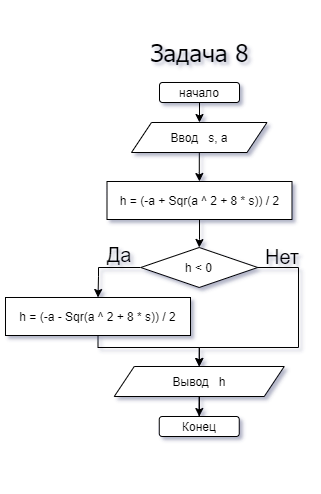 Задача 8
начало
Ввод s, a
h = (-a + Sqr(a ^ 2 + 8 * s)) / 2
Да
Нет
h < 0
h = (-a - Sqr(a ^ 2 + 8 * s)) / 2
Вывод h
Конец